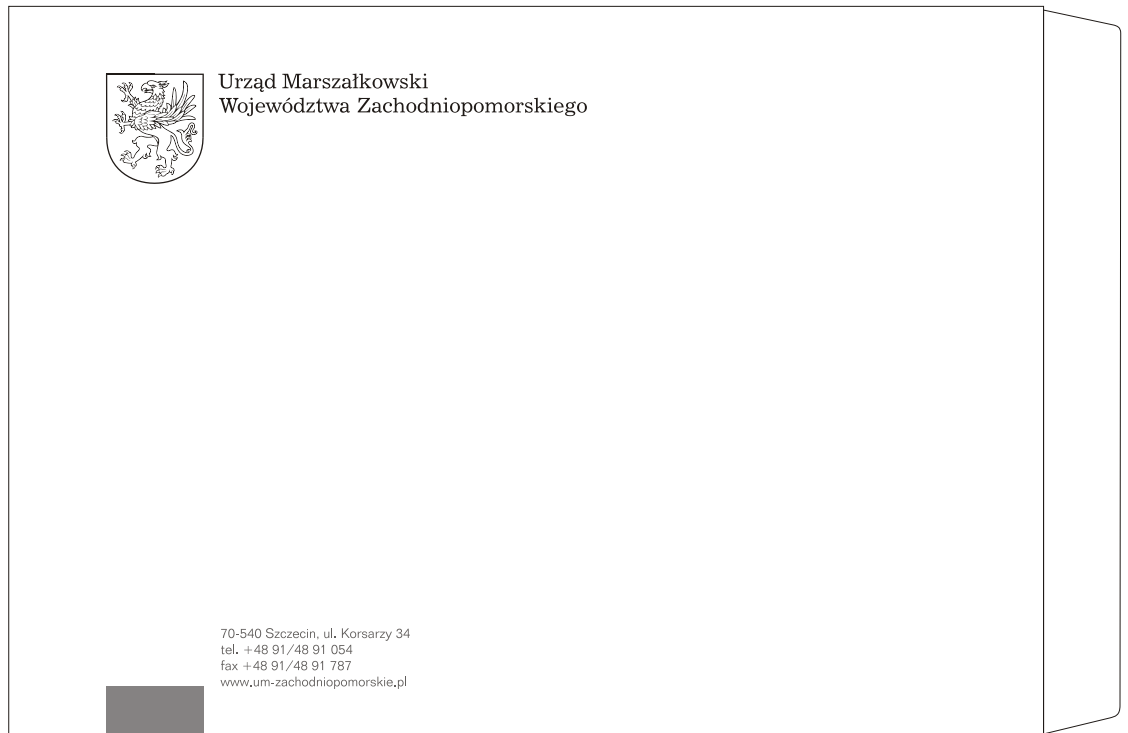 Urząd Marszałkowski
Województwa Zachodniopomorskiego
70-540 Szczecin, ul. Korsarzy 34
tel. +48 91/48 91 054
fax +48 91/48 91 787
www.um-zachodniopomorskie.pl